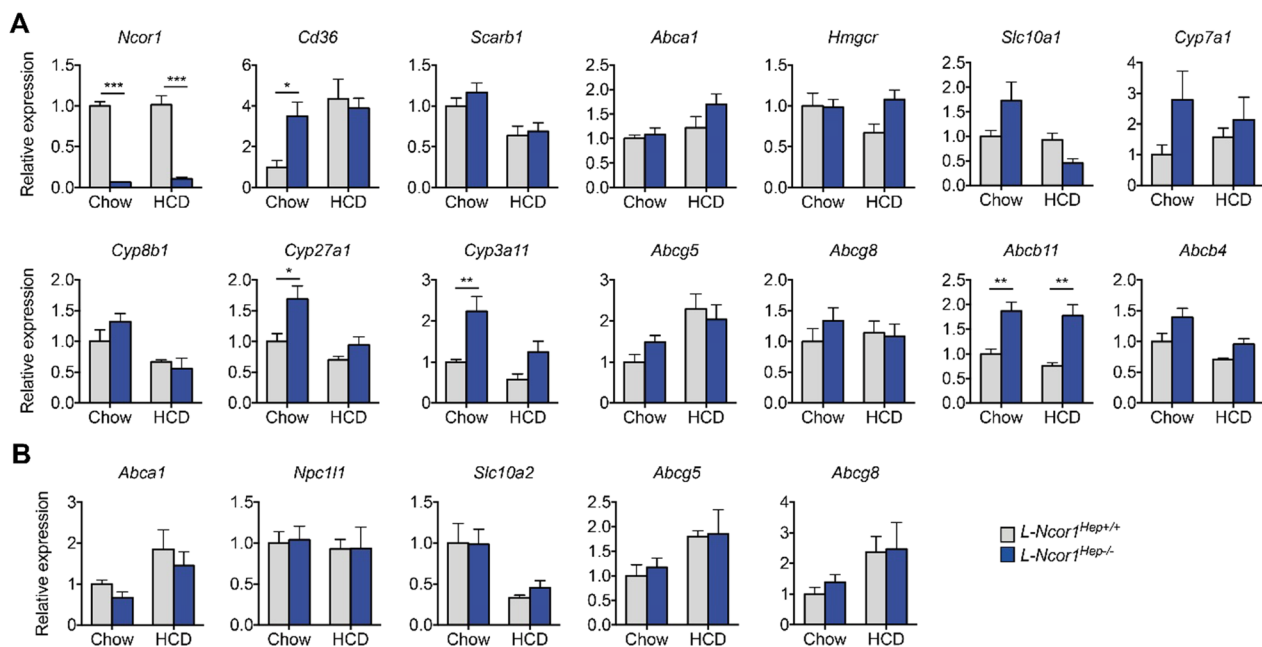 A
Ncor1 Cd36 Scarb1 Abca1 Hmgcr Slc10a1 Cyp7a1
Relative expression
1.5 1.0 0.5 0.0
*** ***
Chow HCD
6 4 2 0
*
Chow HCD
1.5 1.0 0.5 0.0
Chow HCD
2.5 2.0 1.5 1.0 0.5 0.0
Chow HCD
1.5 1.0 0.5 0.0
Chow HCD
2.5 2.0 1.5 1.0 0.5 0.0
Chow HCD
4 3 2 1 0
Chow HCD
Cyp8b1 Cyp27a1 Cyp3a11 Abcg5 Abcg8 Abcb11 Abcb4
Relative expression
2.0 1.5 1.0 0.5 0.0
Chow HCD
2.0 1.5 1.0 0.5 0.0
*
Chow HCD
3 2 1 0
**
Chow HCD
3 2 1 0
Chow HCD
2.0 1.5 1.0 0.5 0.0
Chow HCD
2.5 2.0 1.5 1.0 0.5 0.0
** **
Chow HCD
2.0 1.5 1.0 0.5 0.0
Chow HCD
B
Abca1 Npc1l1 Slc10a2 Abcg5 Abcg8
Relative expression
3 2 1 0
Chow HCD
1.5 1.0 0.5 0.0
Chow HCD
1.5 1.0 0.5 0.0
Chow HCD
2.5 2.0 1.5 1.0 0.5 0.0
Chow HCD
4 3 2 1 0
Chow HCD
L-Ncor1Hep+/+
L-Ncor1Hep-/-